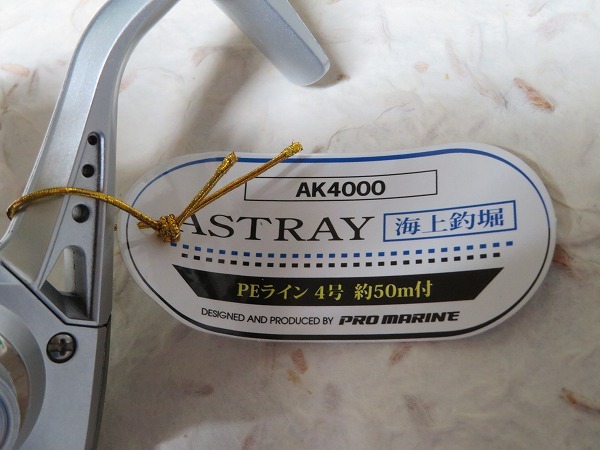 AK4000
ASTRAY 海上釣堀
PEライン 4号 約50m付
DESIGNED AND PRODUCED BY PRO MARINE